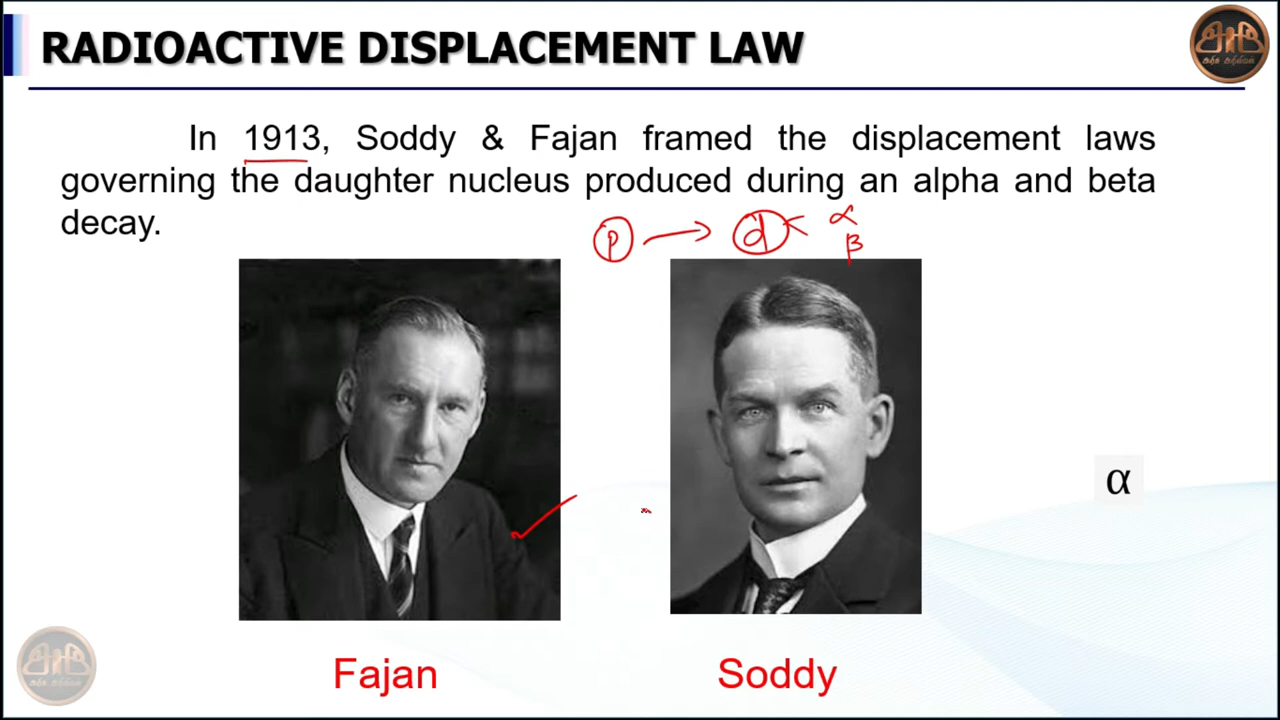 RADIOACTIVE DISPLACEMENT LAW
In 1913, Soddy & Fajan framed the displacement laws
governing the daughter nucleus produced during an alpha and beta
decay.
p → d < α
β
α
Fajan
Soddy